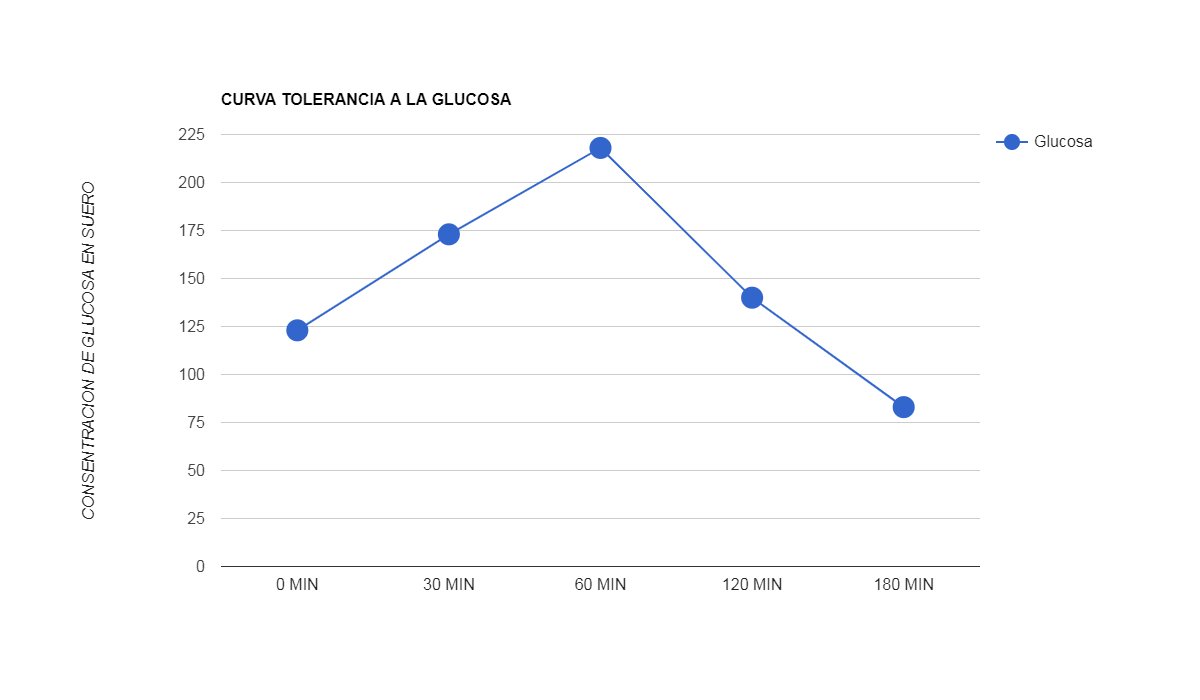 CURVA TOLERANCIA A LA GLUCOSA
Glucosa
CONSENTRACION DE GLUCOSA EN SUERO
225
200
175
150
125
100
75
50
25
0
0 MIN 30 MIN 60 MIN 120 MIN 180 MIN